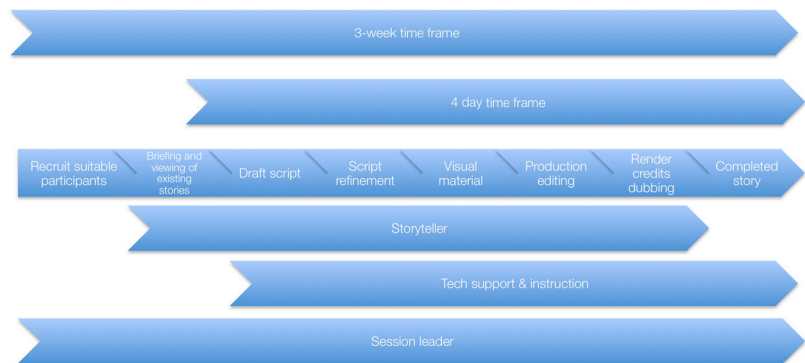 3-week time frame
4 day time frame
Recruit suitable
participants
Briefing and
viewing of
existing
stories
Draft script
Script
refinement
Visual
material
Production
editing
Render
credits
dubbing
Completed
story
Storyteller
Tech support & instruction
Session leader